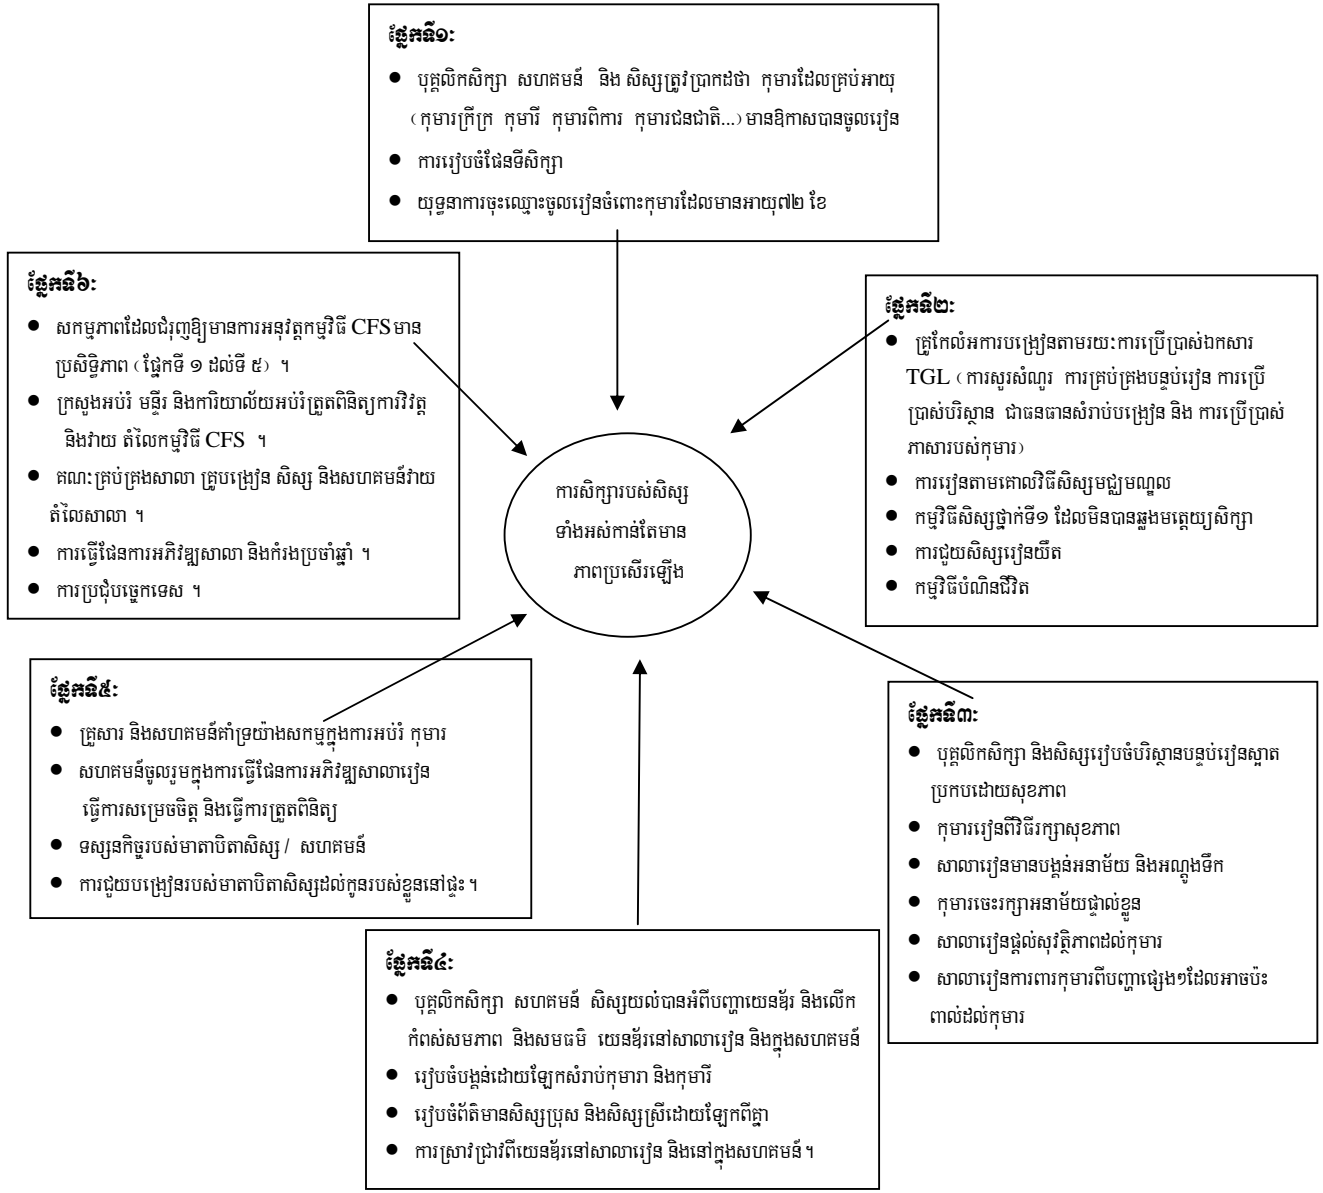 ផ្នែកទី១:
● បុគ្គលិកសិក្សា សហគមន៍ និង សិស្សត្រូវប្រាកដថា កុមារដែលគ្រប់អាយុ
(កុមារក្រីក្រ កុមារី កុមារពិការ កុមារជនជាតិ...) មានឱកាសបានចូលរៀន
● ការរៀបចំផែនទីសិក្សា
● យុទ្ធនាការចុះឈ្មោះចូលរៀនចំពោះកុមារដែលមានអាយុ៧២ ខែ
ផ្នែកទី២:
● គ្រូកែលំអការបង្រៀនតាមរយៈការប្រើប្រាស់ឯកសារ
TGL (ការសួរសំណួរ ការគ្រប់គ្រងបន្ទប់រៀន ការប្រើ
ប្រាស់បរិស្ថាន ជាធនធានសំរាប់បង្រៀន និង ការប្រើប្រាស់
ភាសារបស់កុមារ)
● ការរៀនតាមគោលវិធីសិស្សមជ្ឈមណ្ឌល
● កម្មវិធីសិស្សថ្នាក់ទី១ ដែលមិនបានឆ្លងមត្តេយ្យសិក្សា
● ការជួយសិស្សរៀនយឺត
● កម្មវិធីបំណិនជីវិត
ផ្នែកទី៣:
● បុគ្គលិកសិក្សា និងសិស្សរៀបចំបរិស្ថានបន្ទប់រៀនស្អាត
ប្រកបដោយសុខភាព
● កុមាររៀនពីវិធីរក្សាសុខភាព
● សាលារៀនមានបង្គន់អនាម័យ និងអណ្តូងទឹក
● កុមារចេះរក្សាអនាម័យផ្ទាល់ខ្លួន
● សាលារៀនផ្តល់សុវត្ថិភាពដល់កុមារ
● សាលារៀនការពារកុមារពីបញ្ហាផ្សេងៗដែលអាចប៉ះ
ពាល់ដល់កុមារ
ផ្នែកទី៤:
● បុគ្គលិកសិក្សា សហគមន៍ សិស្សយល់បានអំពីបញ្ហាយេនឌ័រ និងលើក
កំពស់សមភាព និងសមធម៌ យេនឌ័រនៅសាលារៀន និងក្នុងសហគមន៍
● រៀបចំបង្គន់ដោយឡែកសំរាប់កុមារា និងកុមារី
● រៀបចំព័ត៌មានសិស្សប្រុស និងសិស្សស្រីដោយឡែកពីគ្នា
● ការស្រាវជ្រាវពីយេនឌ័រនៅសាលារៀន និងនៅក្នុងសហគមន៍។
ផ្នែកទី៥:
● គ្រួសារ និងសហគមន៍គាំទ្រយ៉ាងសកម្មក្នុងការអប់រំ កុមារ
● សហគមន៍ចូលរួមក្នុងការធ្វើផែនការអភិវឌ្ឍសាលារៀន
ធ្វើការសម្រេចចិត្ត និងធ្វើការត្រួតពិនិត្យ
● ទស្សនកិច្ចរបស់មាតាបិតាសិស្ស / សហគមន៍
● ការជួយបង្រៀនរបស់មាតាបិតាសិស្សដល់កូនរបស់ខ្លួននៅផ្ទះ។
ផ្នែកទី៦:
● សកម្មភាពដែលជំរុញឱ្យមានការអនុវត្តកម្មវិធី CFS មាន
ប្រសិទ្ធិភាព (ផ្នែកទី ១ ដល់ទី ៥) ។
● ក្រសួងអប់រំ មន្ទីរ និងការិយាល័យអប់រំត្រួតពិនិត្យការវិវត្ត
និងវាយ តំលៃកម្មវិធី CFS ។
● គណៈគ្រប់គ្រងសាលា គ្រូបង្រៀន សិស្ស និងសហគមន៍វាយ
តំលៃសាលា ។
● ការធ្វើផែនការអភិវឌ្ឍសាលា និងកំរងប្រចាំឆ្នាំ ។
● ការប្រជុំបច្ចេកទេស ។
ការសិក្សារបស់សិស្ស
ទាំងអស់កាន់តែមាន
ភាពប្រសើរឡើង